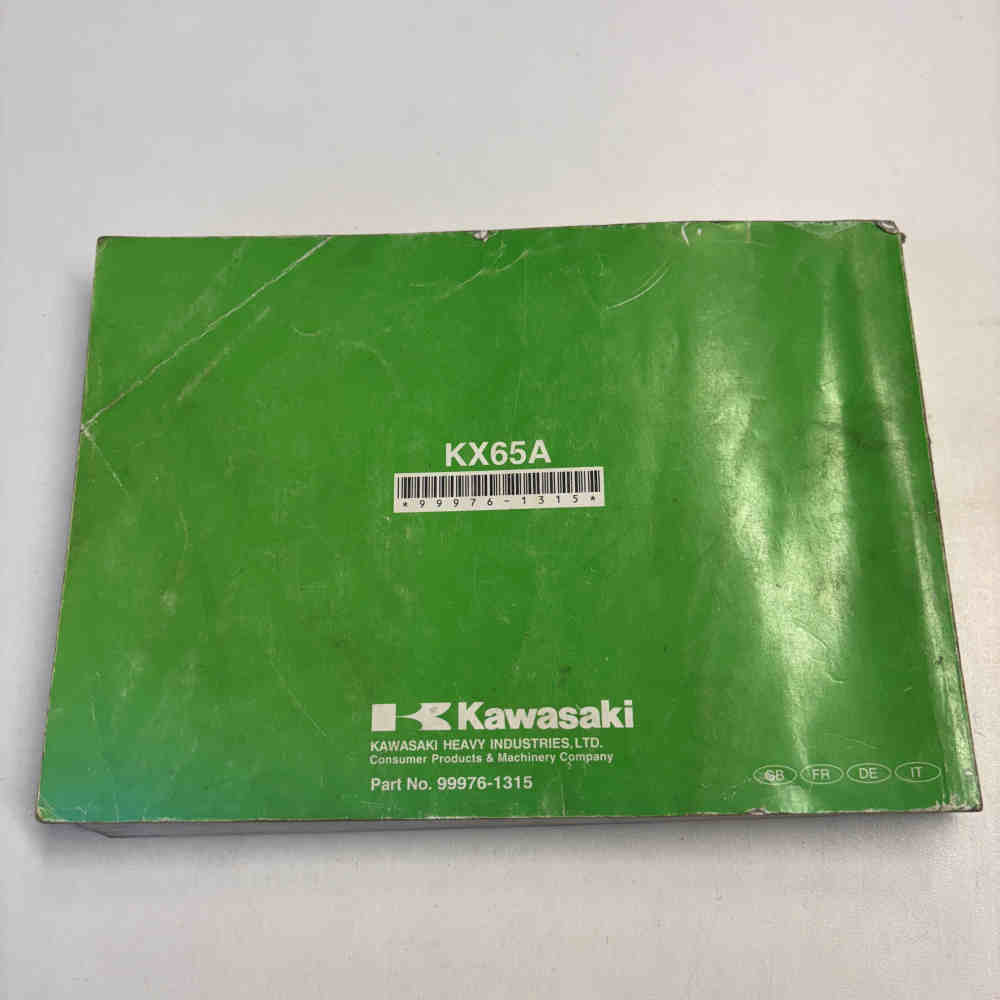 KX65A
*99976-1315*
Kawasaki
KAWASAKI HEAVY INDUSTRIES, LTD.
Consumer Products & Machinery Company
Part No. 99976-1315
GB FR DE IT